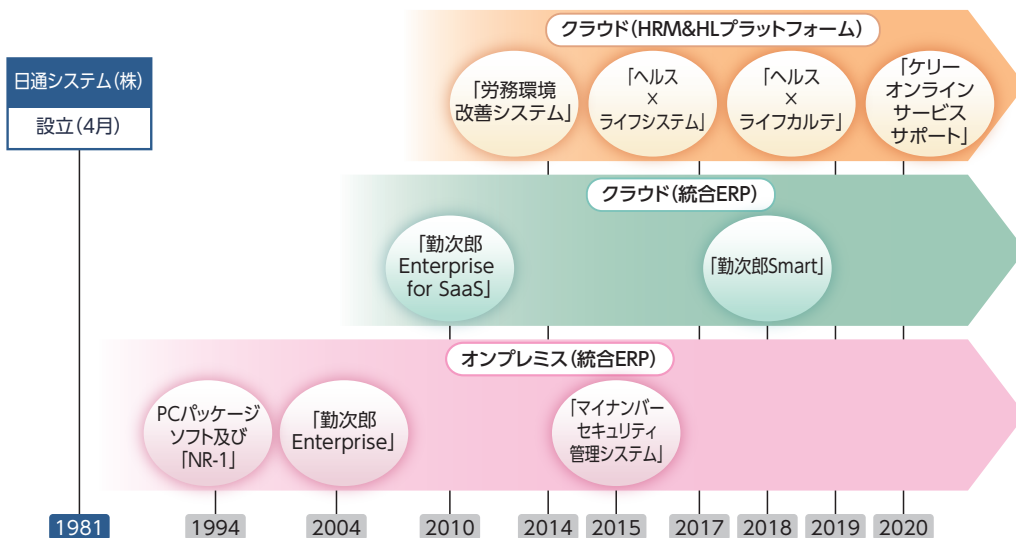 クラウド(HRM&HLプラットフォーム)
日通システム(株)
設立(4月)
「労務環境
改善システム」
「ヘルス
×
ライフシステム」
「ヘルス
×
ライフカルテ」
「ケリー
オンライン
サービス
サポート」
クラウド(統合ERP)
「勤次郎
Enterprise
for SaaS」
「勤次郎Smart」
オンプレミス(統合ERP)
PCパッケージ
ソフト及び
「NR-1」
「勤次郎
Enterprise」
「マイナンバー
セキュリティ
管理システム」
1981
1994
2004
2010
2014
2015
2017
2018
2019
2020